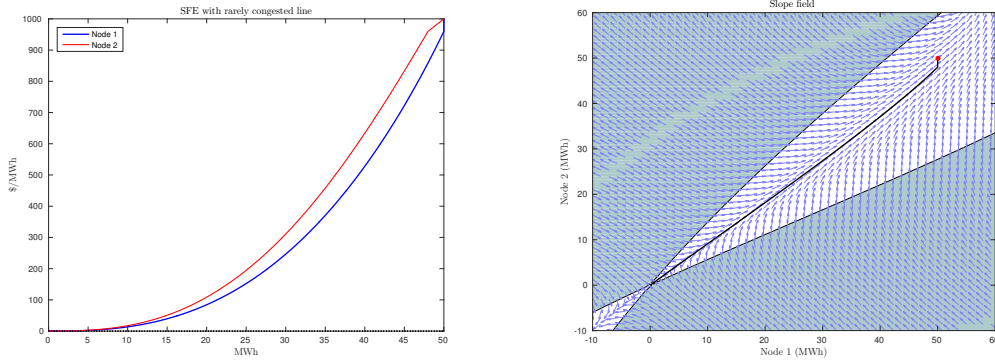 SFE with rarely congested line
Node 1
Node 2
1000
900
800
700
600
500
400
300
200
100
0
$/MWh
0 5 10 15 20 25 30 35 40 45 50
MWh
Slope field
60
50
40
30
20
10
0
-10
Node 2 (MWh)
-10 0 10 20 30 40 50 60
Node 1 (MWh)